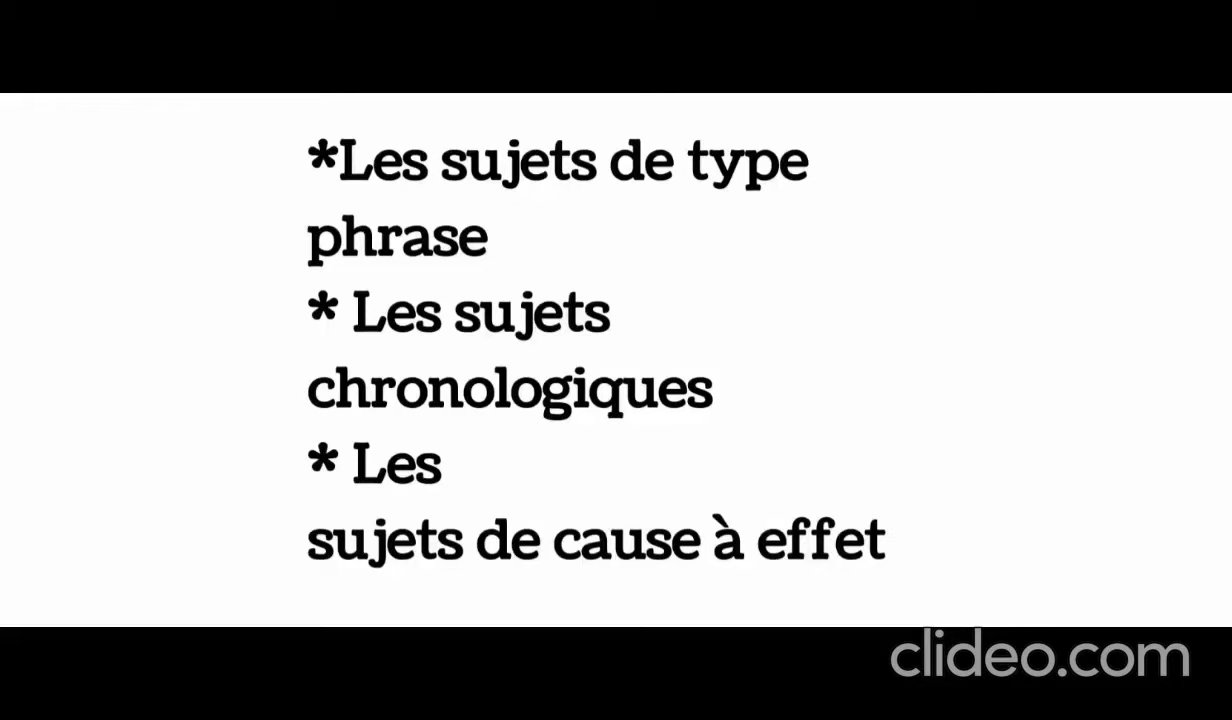 *Les sujets de type
phrase
* Les sujets
chronologiques
* Les
sujets de cause à effet
clideo.com